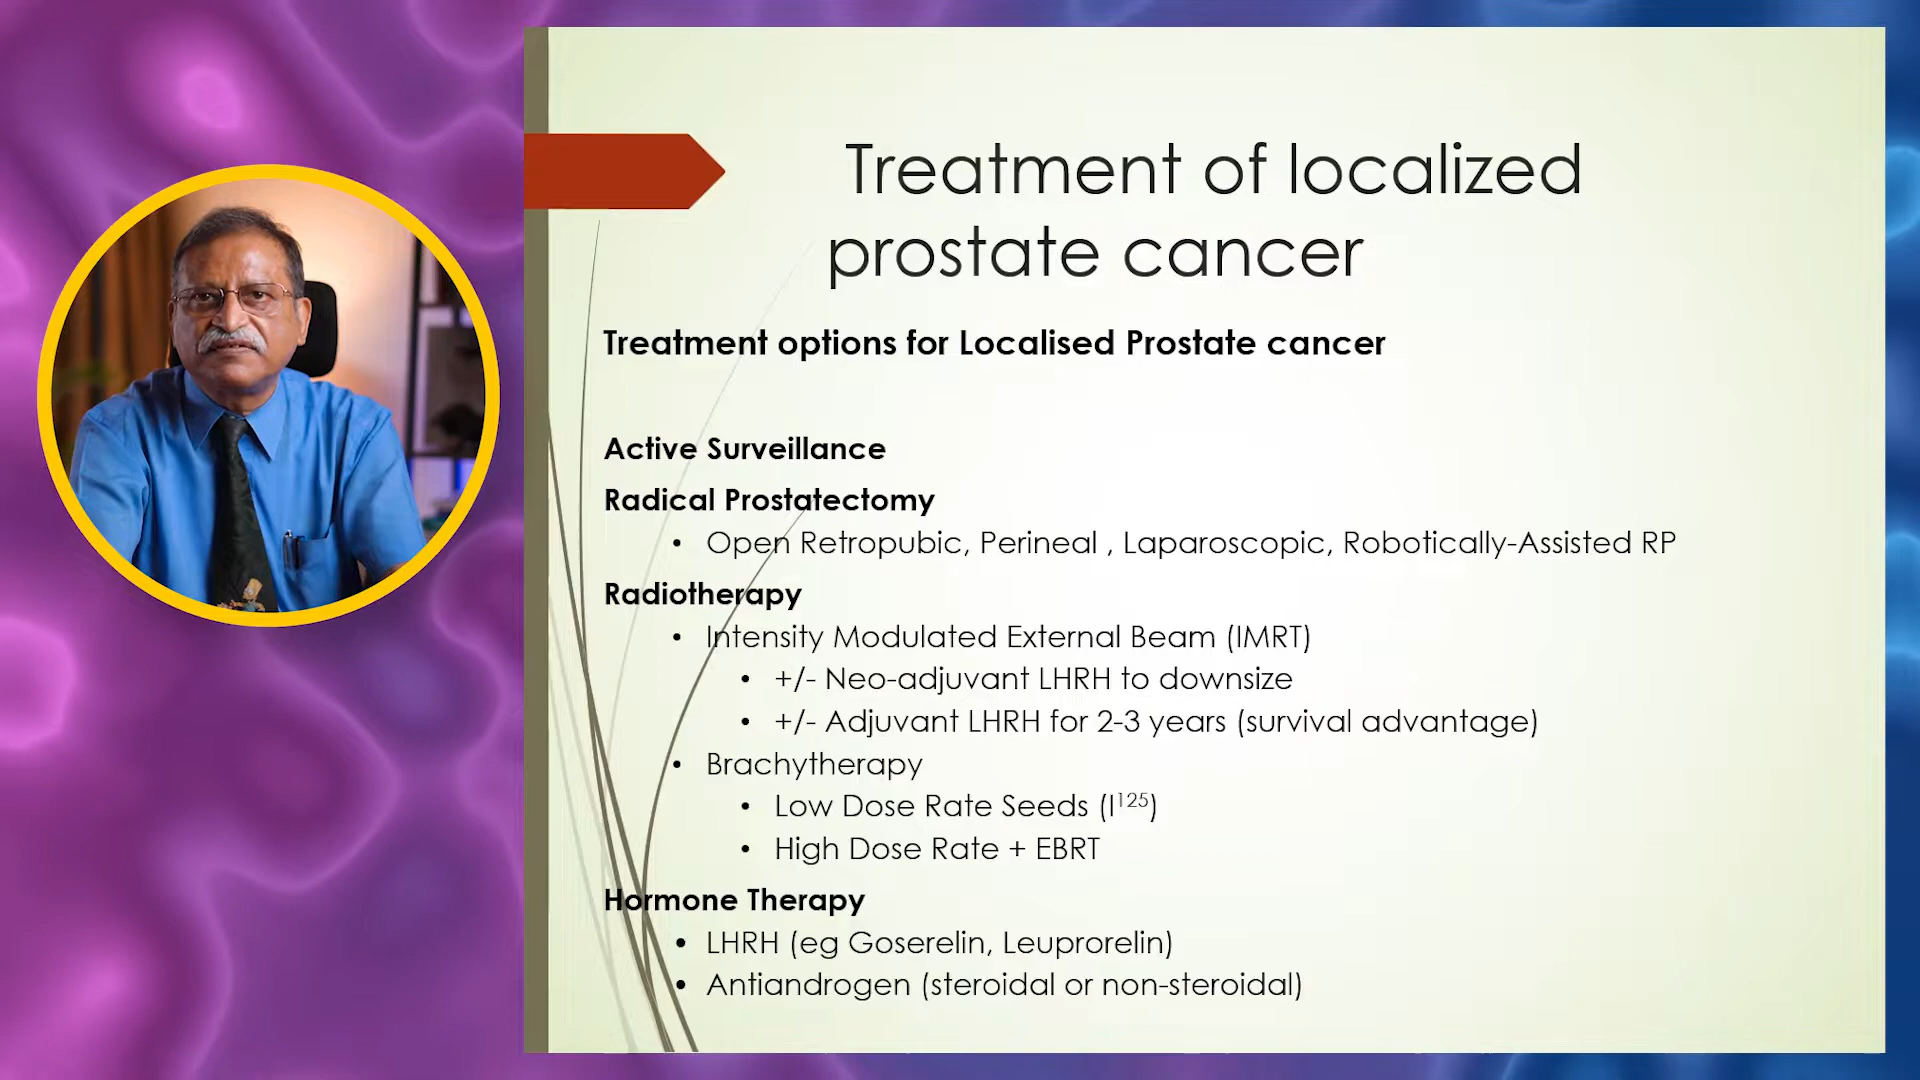 Treatment of localized
prostate cancer
Treatment options for Localised Prostate cancer
Active Surveillance
Radical Prostatectomy
• Open Retropubic, Perineal , Laparoscopic, Robotically-Assisted RP
Radiotherapy
• Intensity Modulated External Beam (IMRT)
• +/- Neo-adjuvant LHRH to downsize
• +/- Adjuvant LHRH for 2-3 years (survival advantage)
• Brachytherapy
• Low Dose Rate Seeds (I¹²⁵)
• High Dose Rate + EBRT
Hormone Therapy
• LHRH (eg Goserelin, Leuprorelin)
• Antiandrogen (steroidal or non-steroidal)